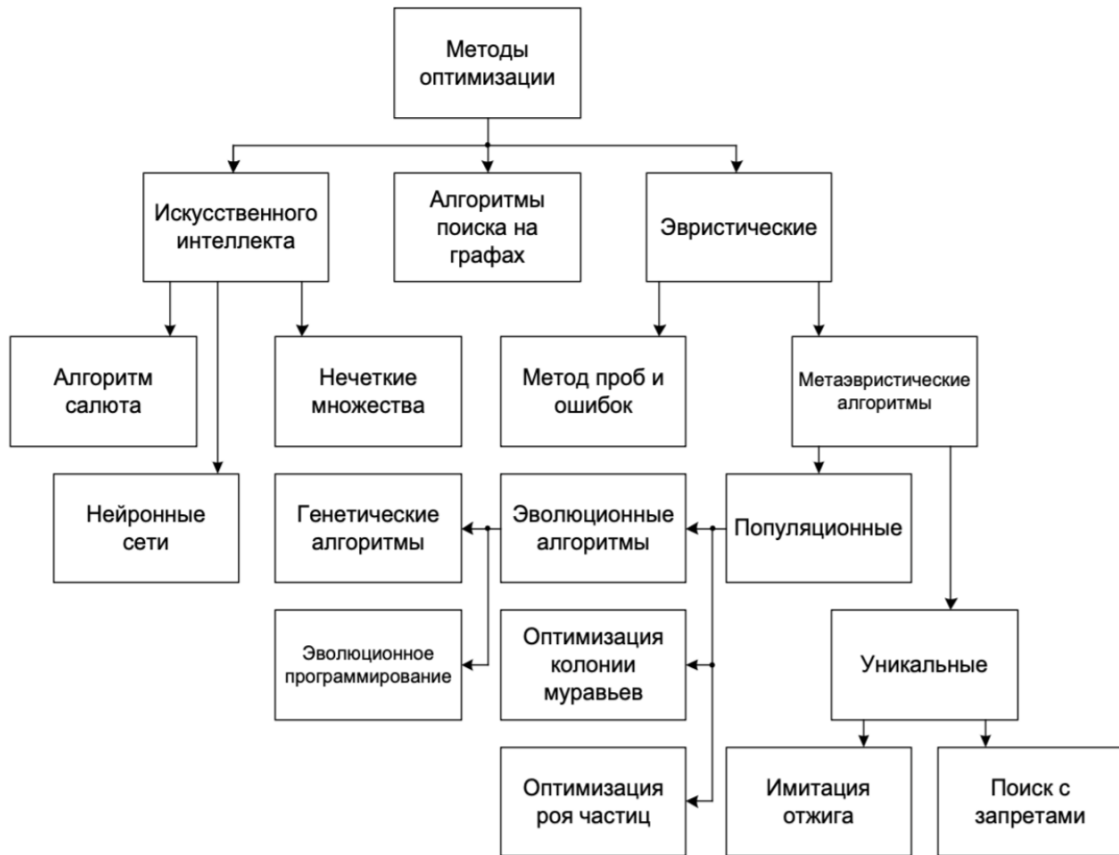 Методы
оптимизации
Искусственного
интеллекта
Алгоритмы
поиска на
графах
Эвристические
Алгоритм
салюта
Нечеткие
множества
Метод проб и
ошибок
Метаэвристические
алгоритмы
Нейронные
сети
Генетические
алгоритмы
Эволюционные
алгоритмы
Популяционные
Эволюционное
программирование
Оптимизация
колонии
муравьев
Уникальные
Оптимизация
роя частиц
Имитация
отжига
Поиск с
запретами